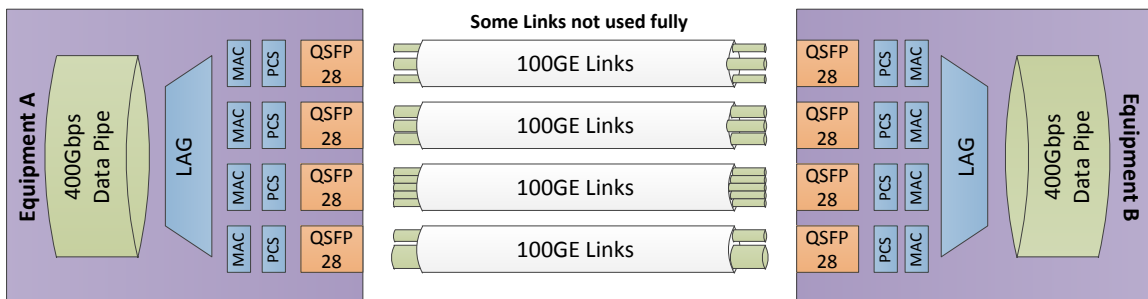 Some Links not used fully
Equipment A
400Gbps
Data Pipe
LAG
MAC
PCS
QSFP
28
MAC
PCS
QSFP
28
MAC
PCS
QSFP
28
MAC
PCS
QSFP
28
100GE Links
100GE Links
100GE Links
100GE Links
QSFP
28
PCS
MAC
QSFP
28
PCS
MAC
QSFP
28
PCS
MAC
QSFP
28
PCS
MAC
LAG
400Gbps
Data Pipe
Equipment B